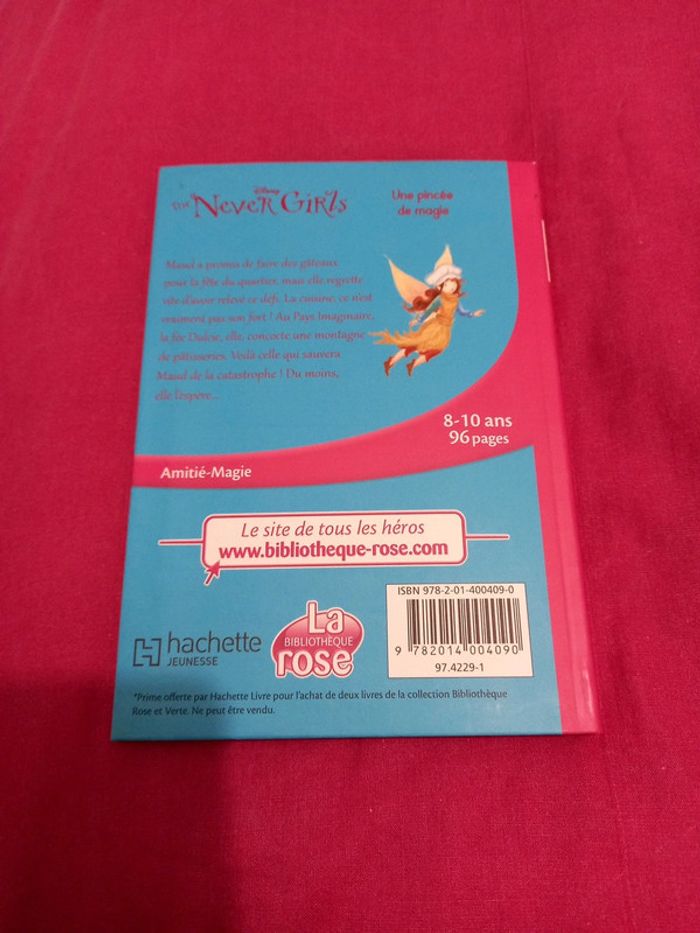 Disney
The Never Girls
Une pincée
de magie
Maud a promis de faire des gâteaux
pour la fête du quartier, mais elle regrette
vite d'avoir relevé ce défi. La cuisine, ce n'est
vraiment pas son fort ! Au Pays Imaginaire,
la fée Dulcie, elle, concocte une montagne
de pâtisseries. Voilà celle qui sauvera
Maud de la catastrophe ! Du moins,
elle l'espère...
8-10 ans
96 pages
Amitié-Magie
Le site de tous les héros
www.bibliotheque-rose.com
ISBN 978-2-01-400409-0
9 782014 004090
97.4229-1
hachette
JEUNESSE
La
BIBLIOTHÈQUE
rose
*Prime offerte par Hachette Livre pour l'achat de deux livres de la collection Bibliothèque
Rose et Verte. Ne peut être vendu.